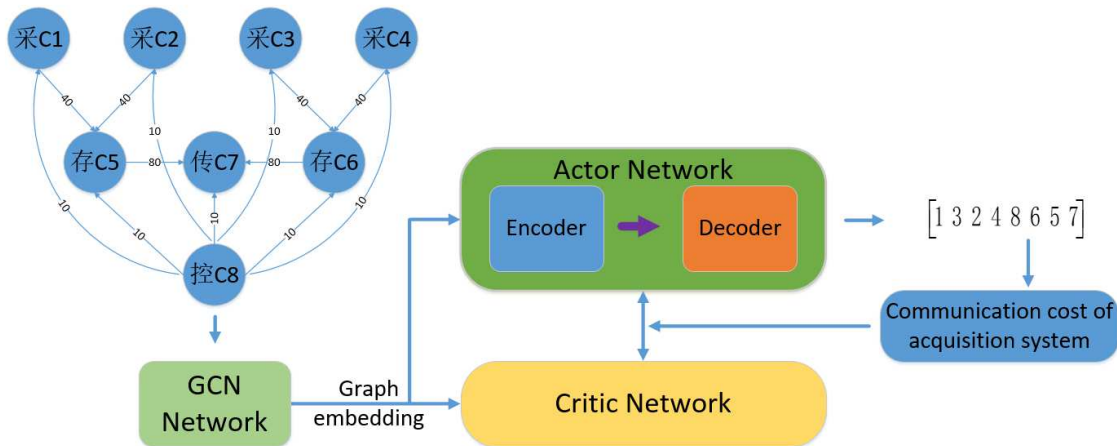 采C1
采C2
采C3
采C4
40
40
40
40
10
10
存C5
80
传C7
80
存C6
10
10
10
10
10
控C8
GCN
Network
Graph
embedding
Actor Network
Encoder
Decoder
[1 3 2 4 8 6 5 7]
Communication cost of
acquisition system
Critic Network